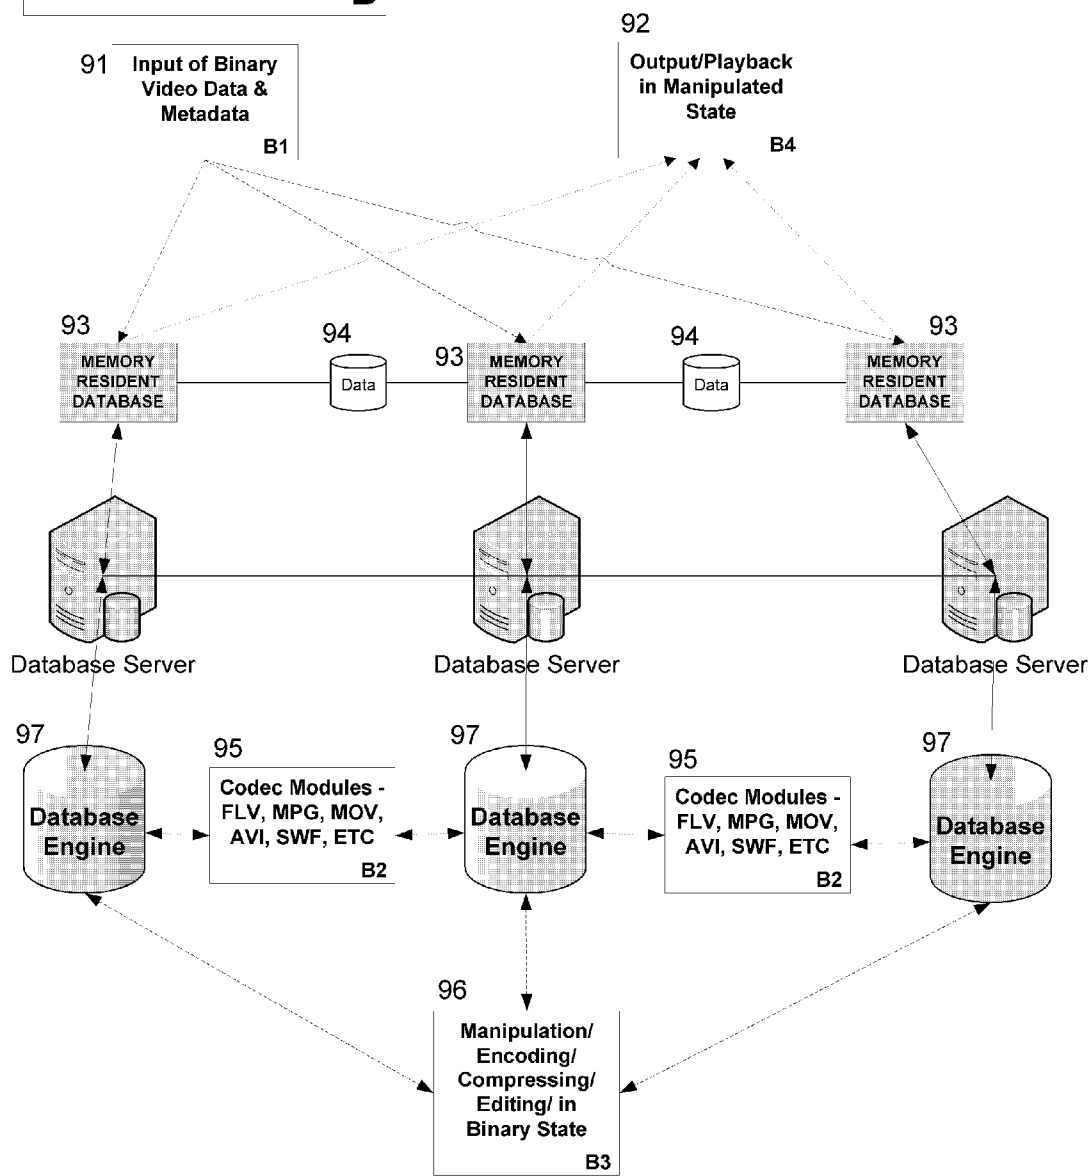 92
91
Input of Binary
Video Data &
Metadata
B1
Output/Playback
in Manipulated
State
B4
93
94
93
94
93
MEMORY
RESIDENT
DATABASE
Data
MEMORY
RESIDENT
DATABASE
Data
MEMORY
RESIDENT
DATABASE
Database Server
Database Server
Database Server
97
95
97
95
97
Database
Engine
Codec Modules -
FLV, MPG, MOV,
AVI, SWF, ETC
B2
Database
Engine
Codec Modules -
FLV, MPG, MOV,
AVI, SWF, ETC
B2
Database
Engine
96
Manipulation/
Encoding/
Compressing/
Editing/ in
Binary State
B3